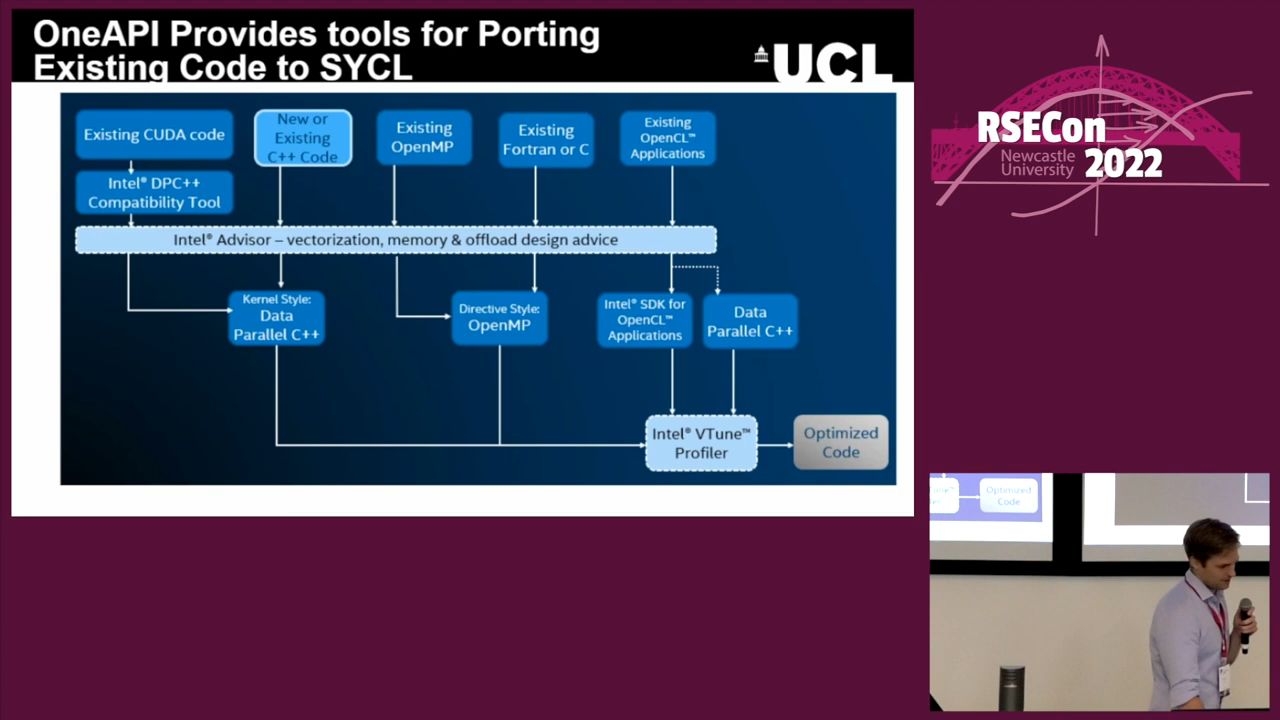 OneAPI Provides tools for Porting
Existing Code to SYCL
UCL
Existing CUDA code
New or
Existing
C++ Code
Existing
OpenMP
Existing
Fortran or C
Existing
OpenCL™
Applications
Intel® DPC++
Compatibility Tool
Intel® Advisor – vectorization, memory & offload design advice
Kernel Style:
Data
Parallel C++
Directive Style:
OpenMP
Intel® SDK for
OpenCL™
Applications
Data
Parallel C++
Intel® VTune™
Profiler
Optimized
Code
RSECon
Newcastle
University
2022
Optimized
Code